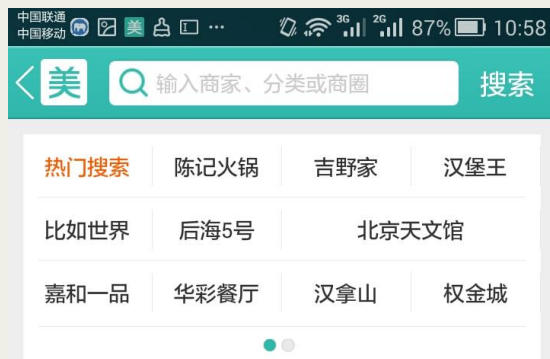 中国联通
中国移动 美 3G 2G 87% 10:58
美 输入商家、分类或商圈 搜索
热门搜索 陈记火锅 吉野家 汉堡王
比如世界 后海5号 北京天文馆
嘉和一品 华彩餐厅 汉拿山 权金城